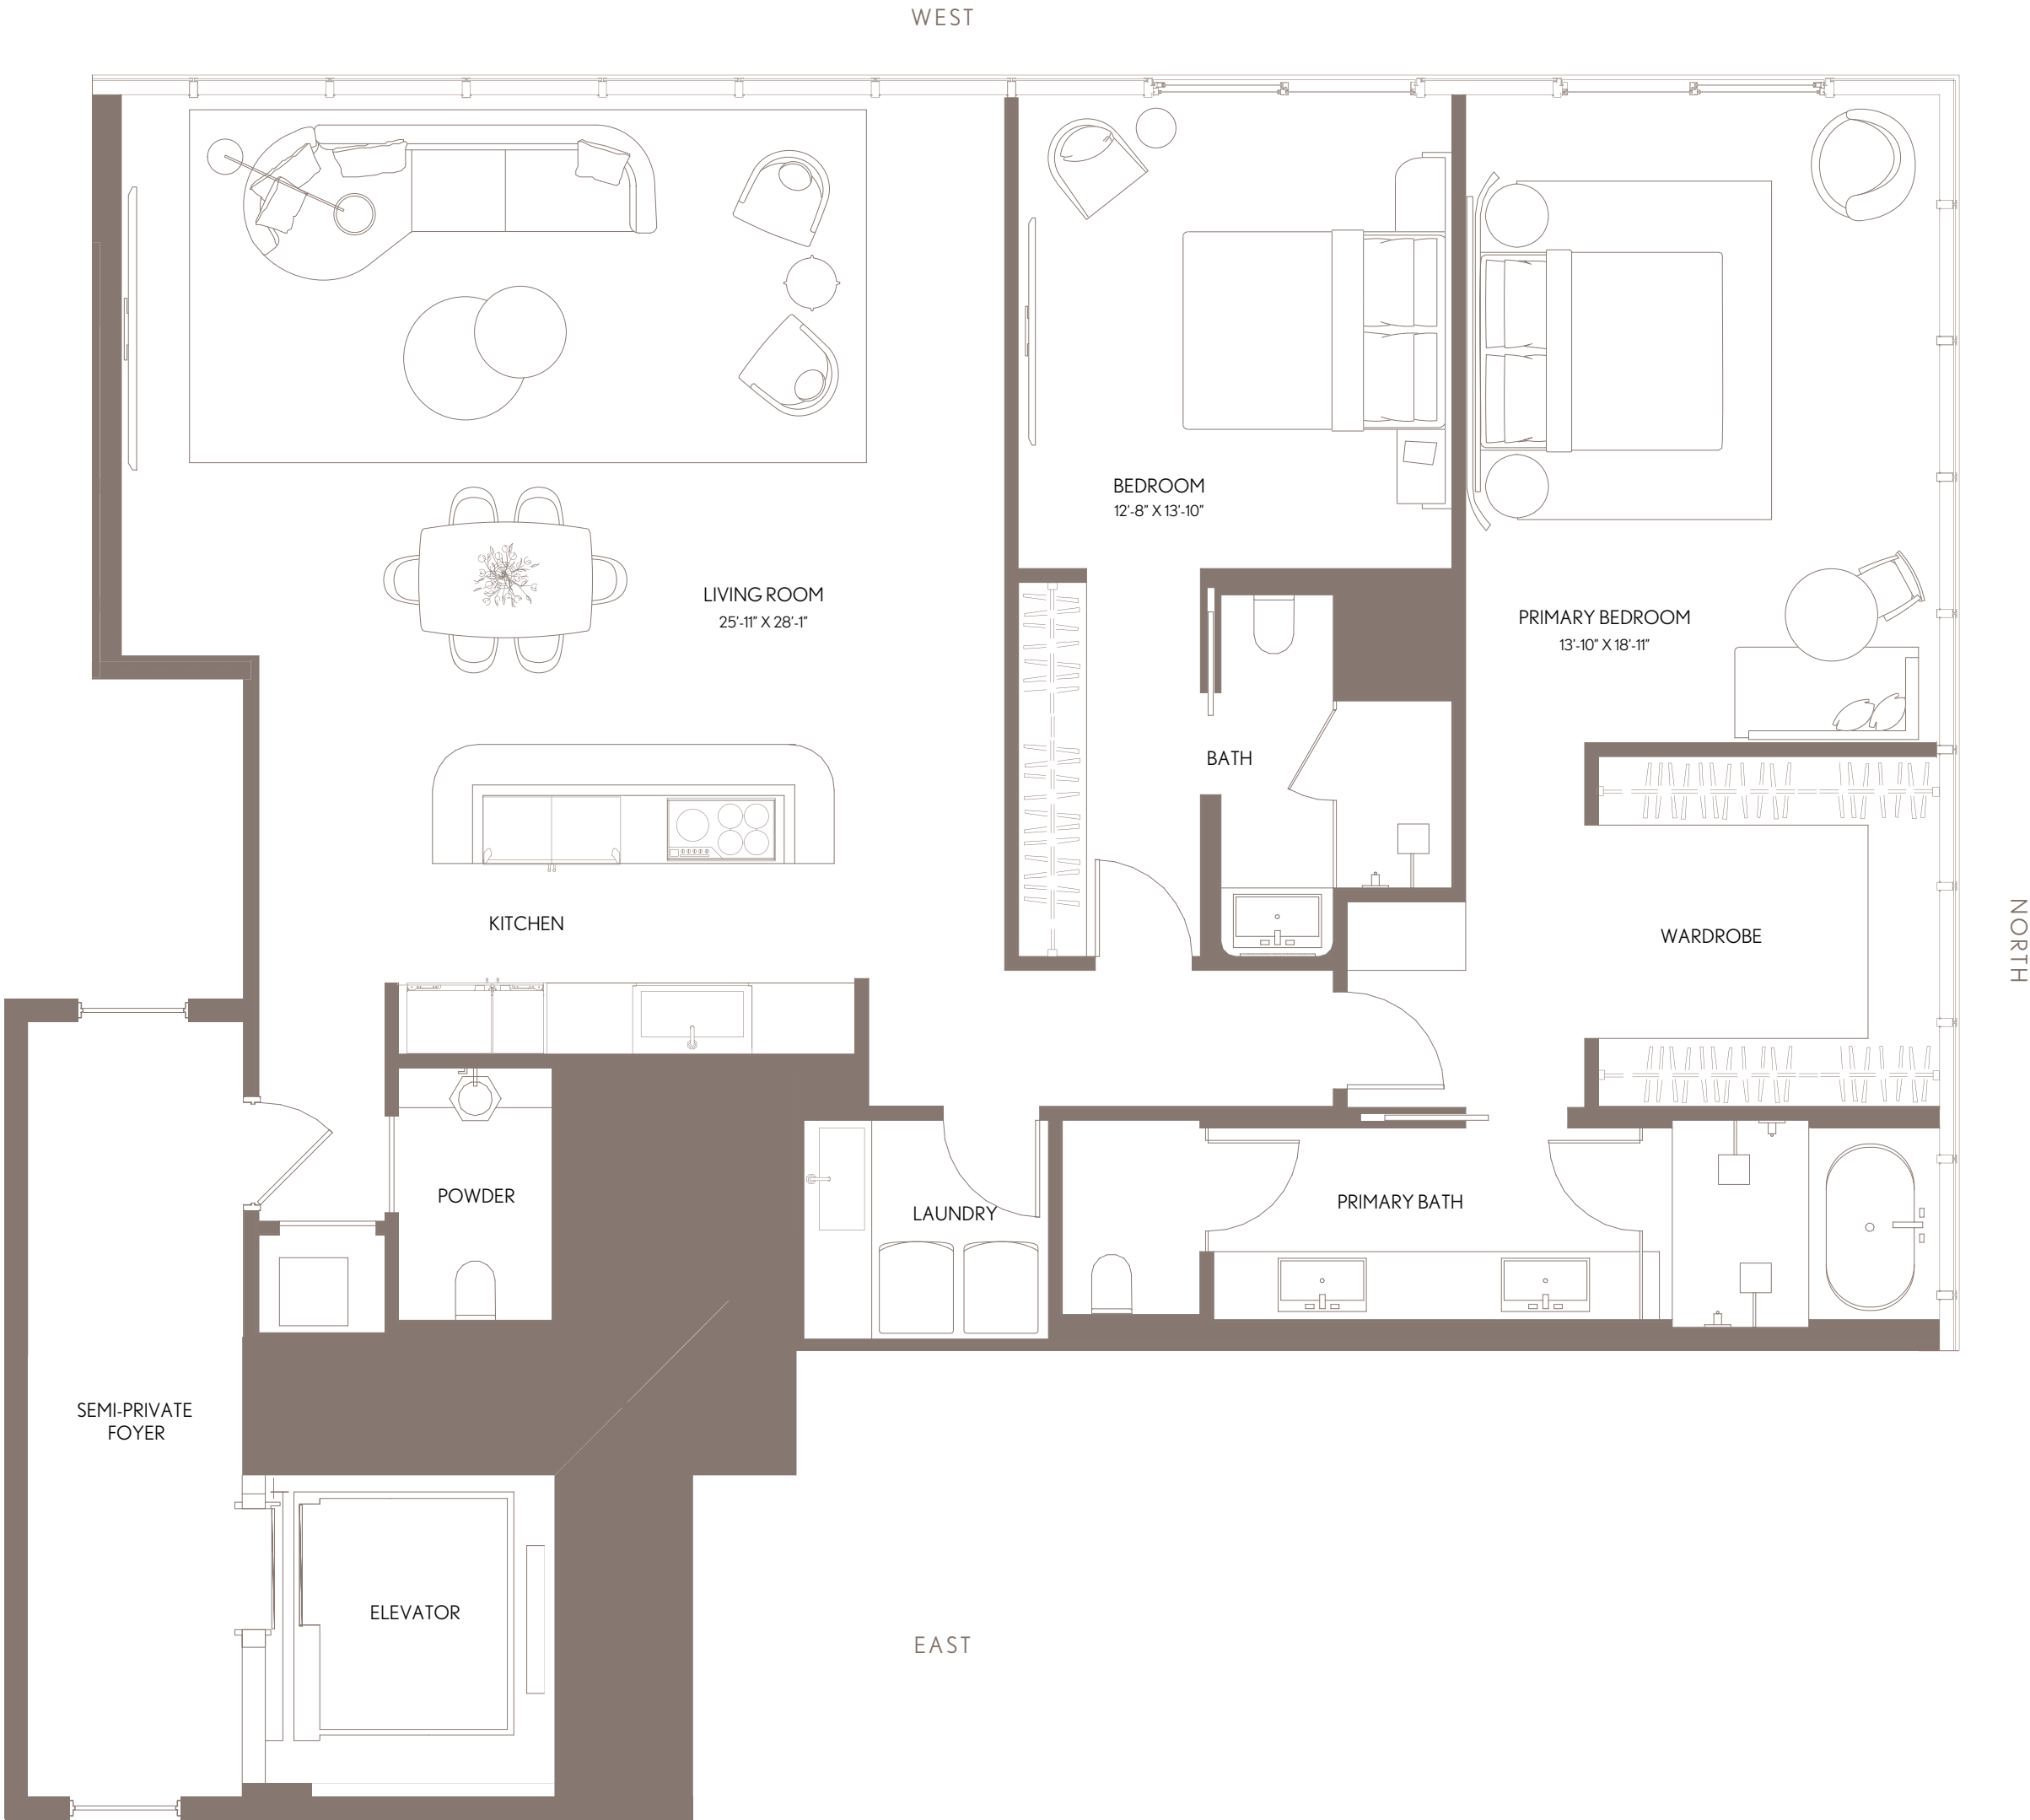 WEST
BEDROOM
12'-8" X 13'-10"
LIVING ROOM
25'-11" X 28'-1"
PRIMARY BEDROOM
13'-10" X 18'-11"
BATH
KITCHEN
WARDROBE
NORTH
POWDER
LAUNDRY
PRIMARY BATH
SEMI-PRIVATE
FOYER
ELEVATOR
EAST